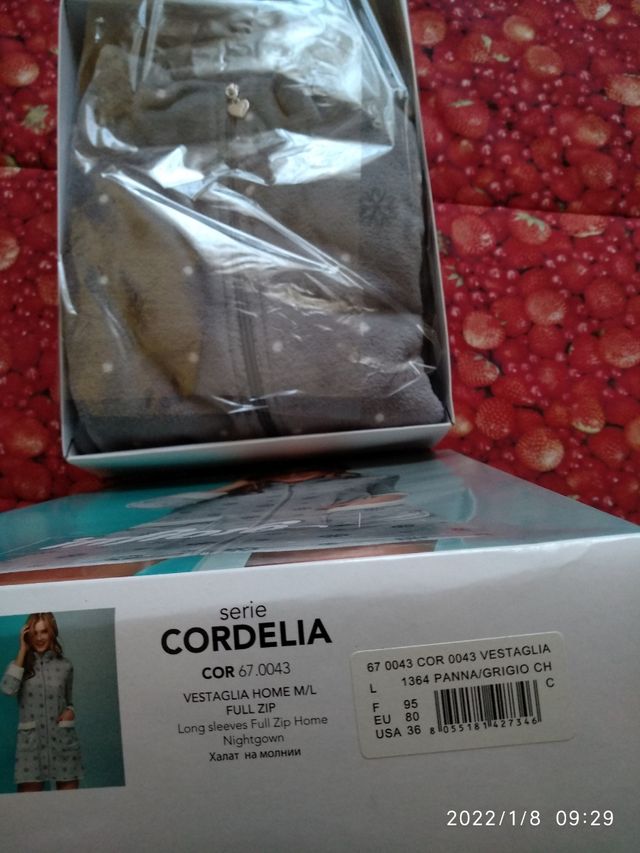 serie
CORDELIA
COR 67.0043
VESTAGLIA HOME M/L
FULL ZIP
Long sleeves Full Zip Home
Nightgown
Халат на молнии
67 0043 COR 0043 VESTAGLIA
L 1364 PANNA/GRIGIO CH
F 95 C
EU 80
USA 36 8 055181 427346
2022/1/8 09:29